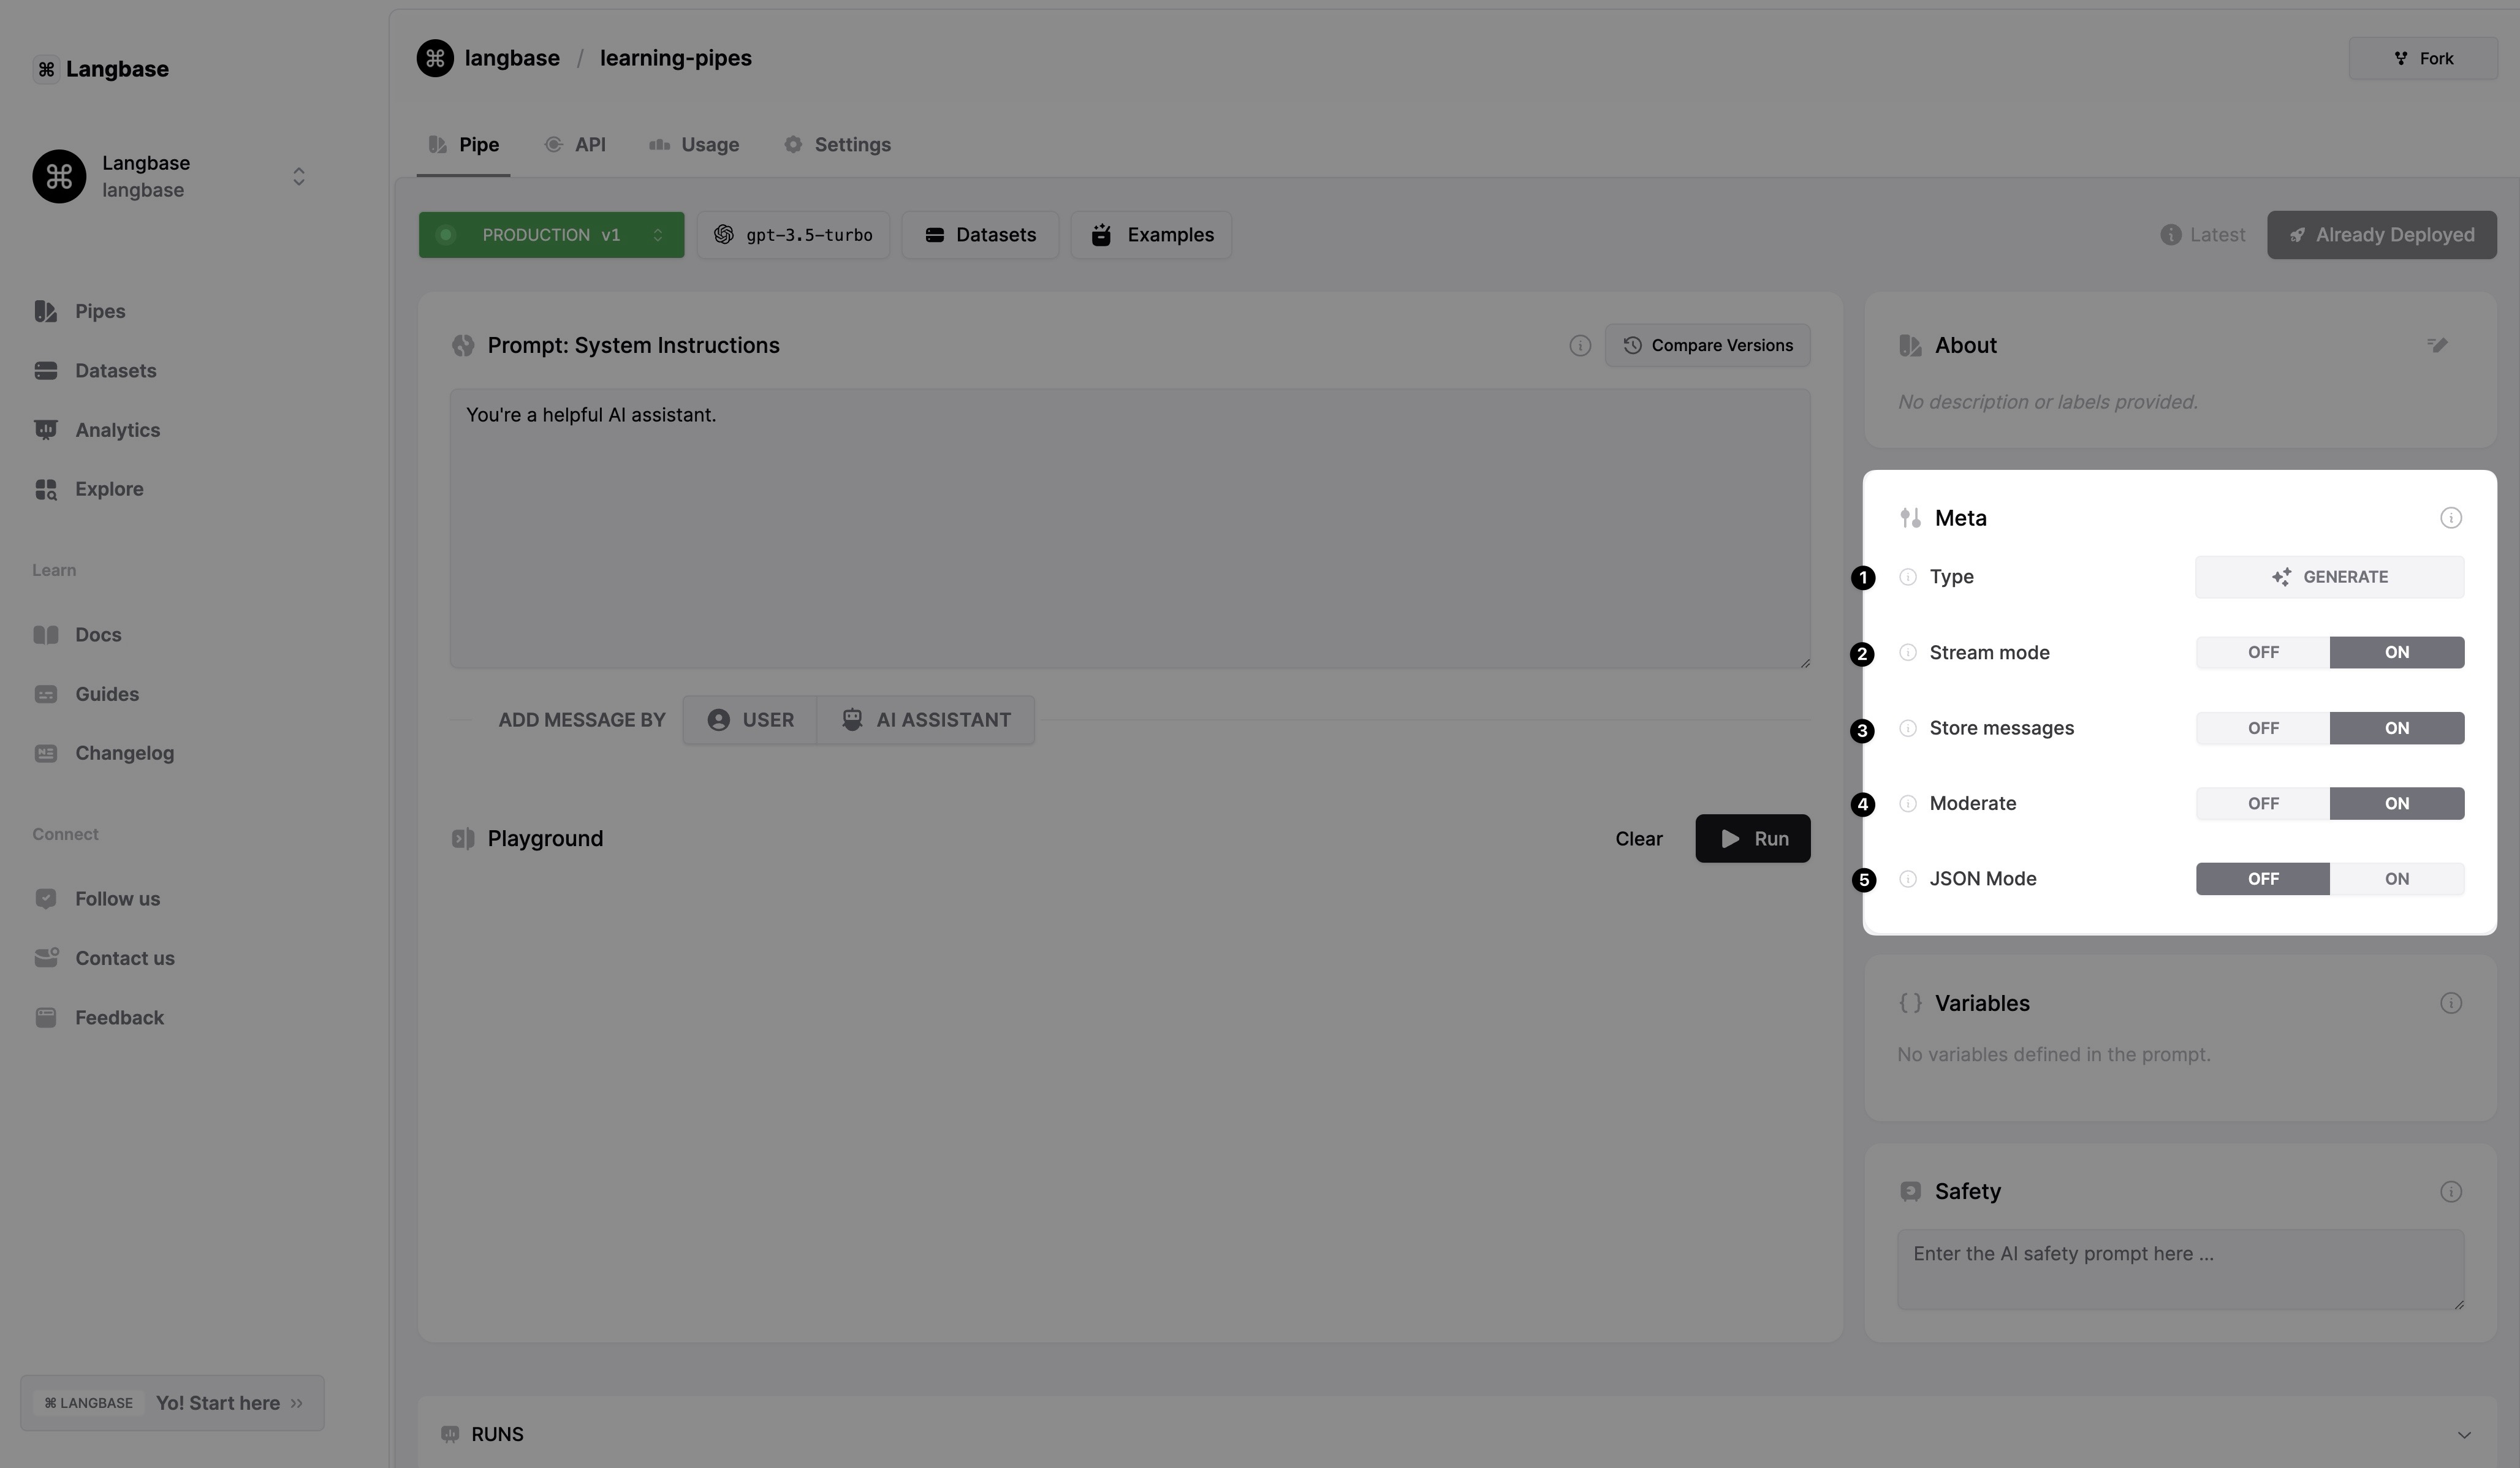 Langbase
Langbase
langbase
Pipes
Datasets
Analytics
Explore
Learn
Docs
Guides
Changelog
Connect
Follow us
Contact us
Feedback
⌘ LANGBASE Yo! Start here »
langbase / learning-pipes
Fork
Pipe API Usage Settings
PRODUCTION v1 gpt-3.5-turbo Datasets Examples
Latest Already Deployed
Prompt: System Instructions
Compare Versions
You're a helpful AI assistant.
ADD MESSAGE BY USER AI ASSISTANT
Playground
Clear Run
About
No description or labels provided.
Meta
1 Type GENERATE
2 Stream mode OFF ON
3 Store messages OFF ON
4 Moderate OFF ON
5 JSON Mode OFF ON
Variables
No variables defined in the prompt.
Safety
Enter the AI safety prompt here ...
RUNS